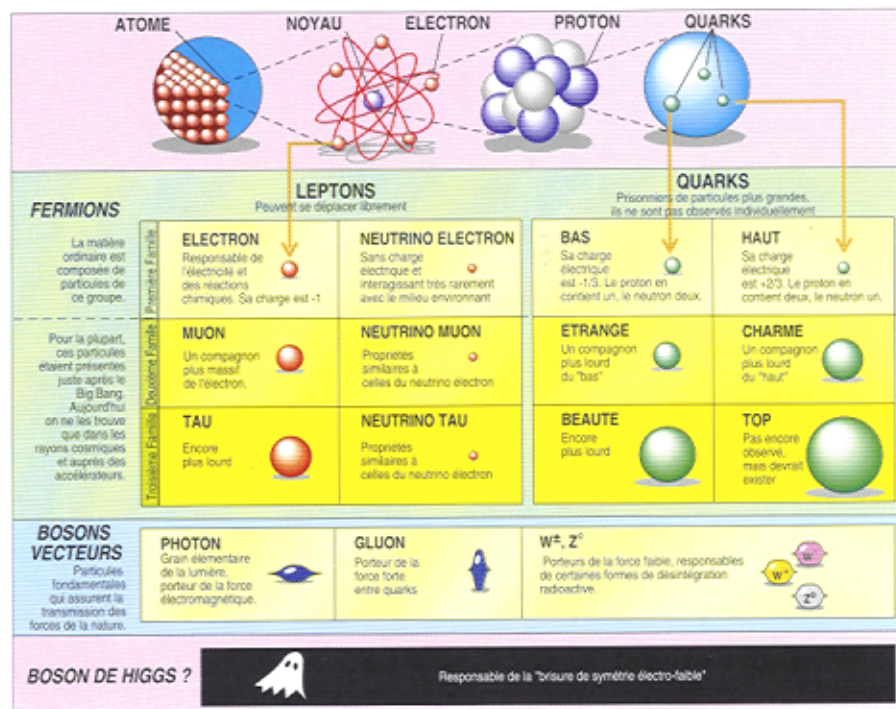 ATOME
NOYAU
ELECTRON
PROTON
QUARKS
FERMIONS
La matière
ordinaire est
composée de
particules de
ce groupe.
Pour la plupart,
ces particules
étaient présentes
juste après le
Big Bang.
Aujourd'hui
on ne les trouve
que dans les
rayons cosmiques
et auprès des
accélérateurs.
LEPTONS
Peuvent se déplacer librement
QUARKS
Prisonniers de particules plus grandes,
ils ne sont pas observés individuellement
Première Famille
ELECTRON
Responsable de
l'électricité et
des réactions
chimiques. Sa charge est -1
NEUTRINO ELECTRON
Sans charge
électrique et
interagissant très rarement
avec le milieu environnant
BAS
Sa charge
électrique
est -1/3. Le proton en
contient un, le neutron deux.
HAUT
Sa charge
électrique
est +2/3. Le proton en
contient deux, le neutron un.
Deuxième Famille
MUON
Un compagnon
plus massif
de l'électron.
NEUTRINO MUON
Propriétés
similaires à
celles du neutrino électron
ETRANGE
Un compagnon
plus lourd
du "bas"
CHARME
Un compagnon
plus lourd
du "haut"
Troisième Famille
TAU
Encore
plus lourd
NEUTRINO TAU
Propriétés
similaires à
celles du neutrino électron
BEAUTE
Encore
plus lourd
TOP
Pas encore
observé,
mais devrait
exister
BOSONS
VECTEURS
Particules
fondamentales
qui assurent la
transmission des
forces de la nature.
PHOTON
Grain élémentaire
de la lumière,
porteur de la force
électromagnétique.
GLUON
Porteur de la
force forte
entre quarks
W±, Z°
Porteurs de la force faible, responsables
de certaines formes de désintégration
radioactive.
W⁻
W⁺
Z°
BOSON DE HIGGS ?
Responsable de la "brisure de symétrie électro-faible"